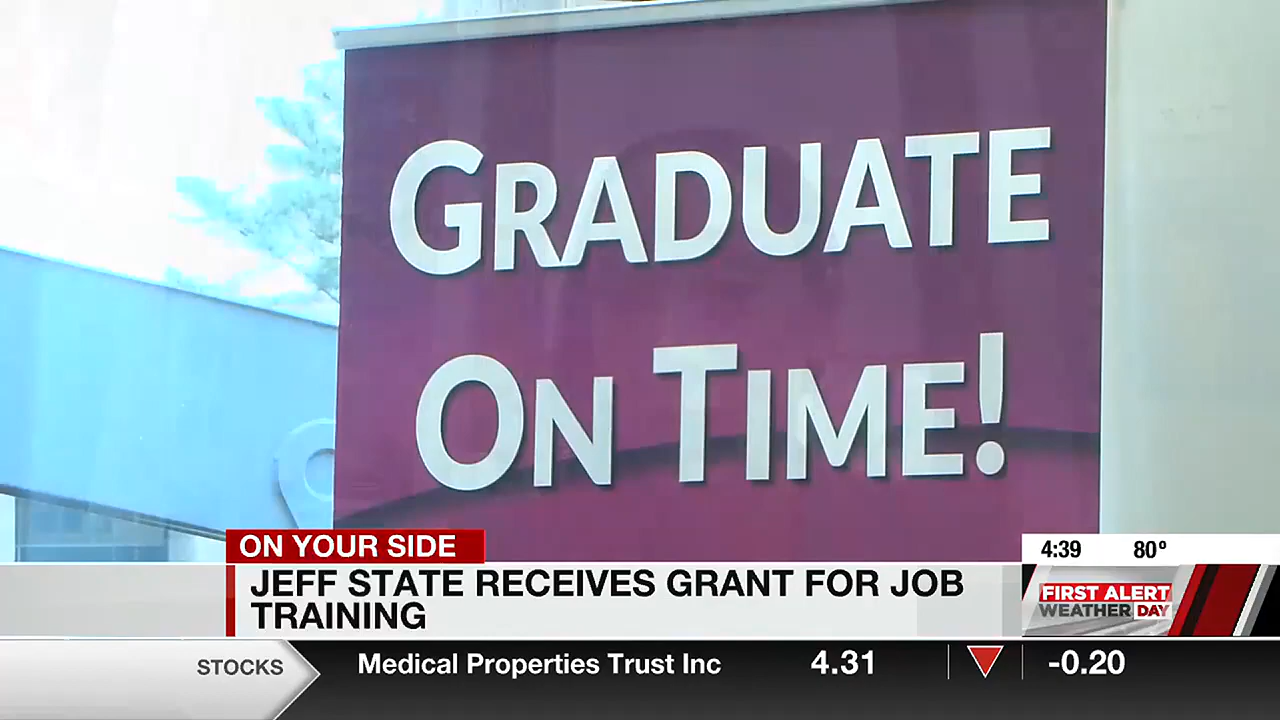 GRADUATE
ON TIME!
ON YOUR SIDE
JEFF STATE RECEIVES GRANT FOR JOB
TRAINING
4:39 80°
FIRST ALERT
WEATHER DAY
STOCKS Medical Properties Trust Inc 4.31 -0.20